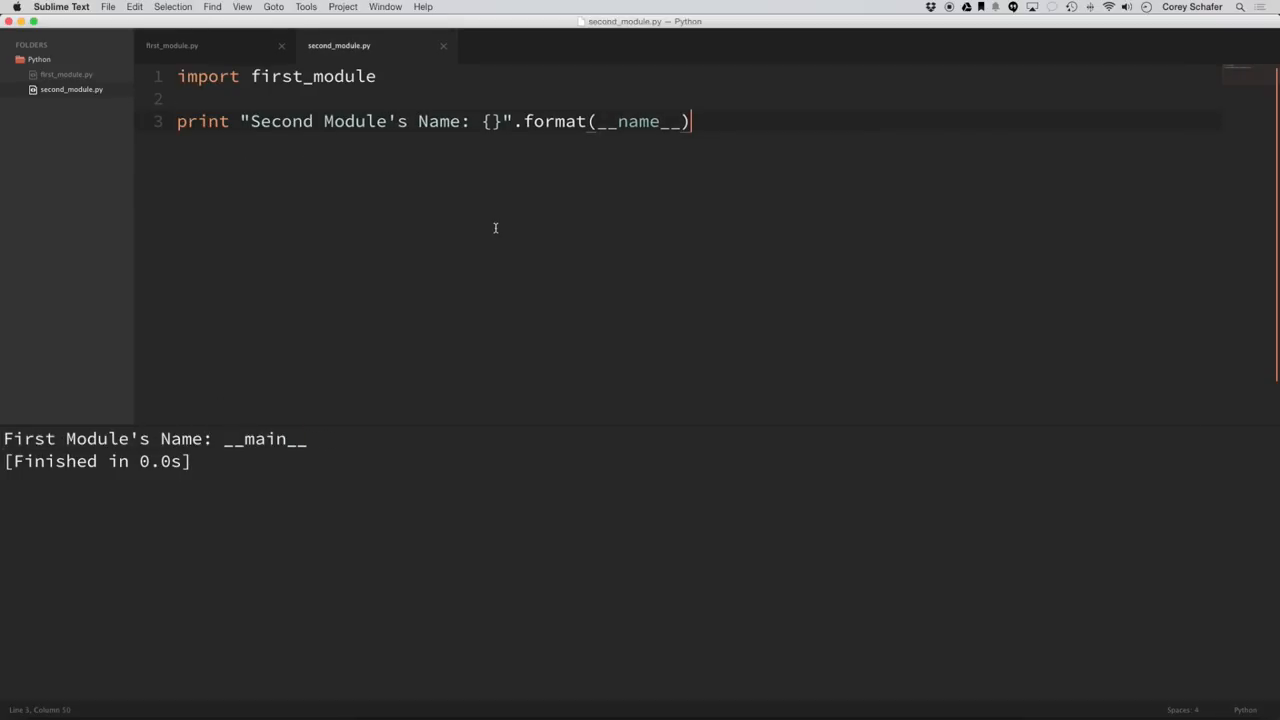 Sublime Text File Edit Selection Find View Goto Tools Project Window Help Corey Schafer
second_module.py — Python
FOLDERS
Python
first_module.py
second_module.py
first_module.py second_module.py
1 import first_module
2
3 print "Second Module's Name: {}".format(__name__)
First Module's Name: __main__
[Finished in 0.0s]
Line 3, Column 50 Spaces: 4 Python